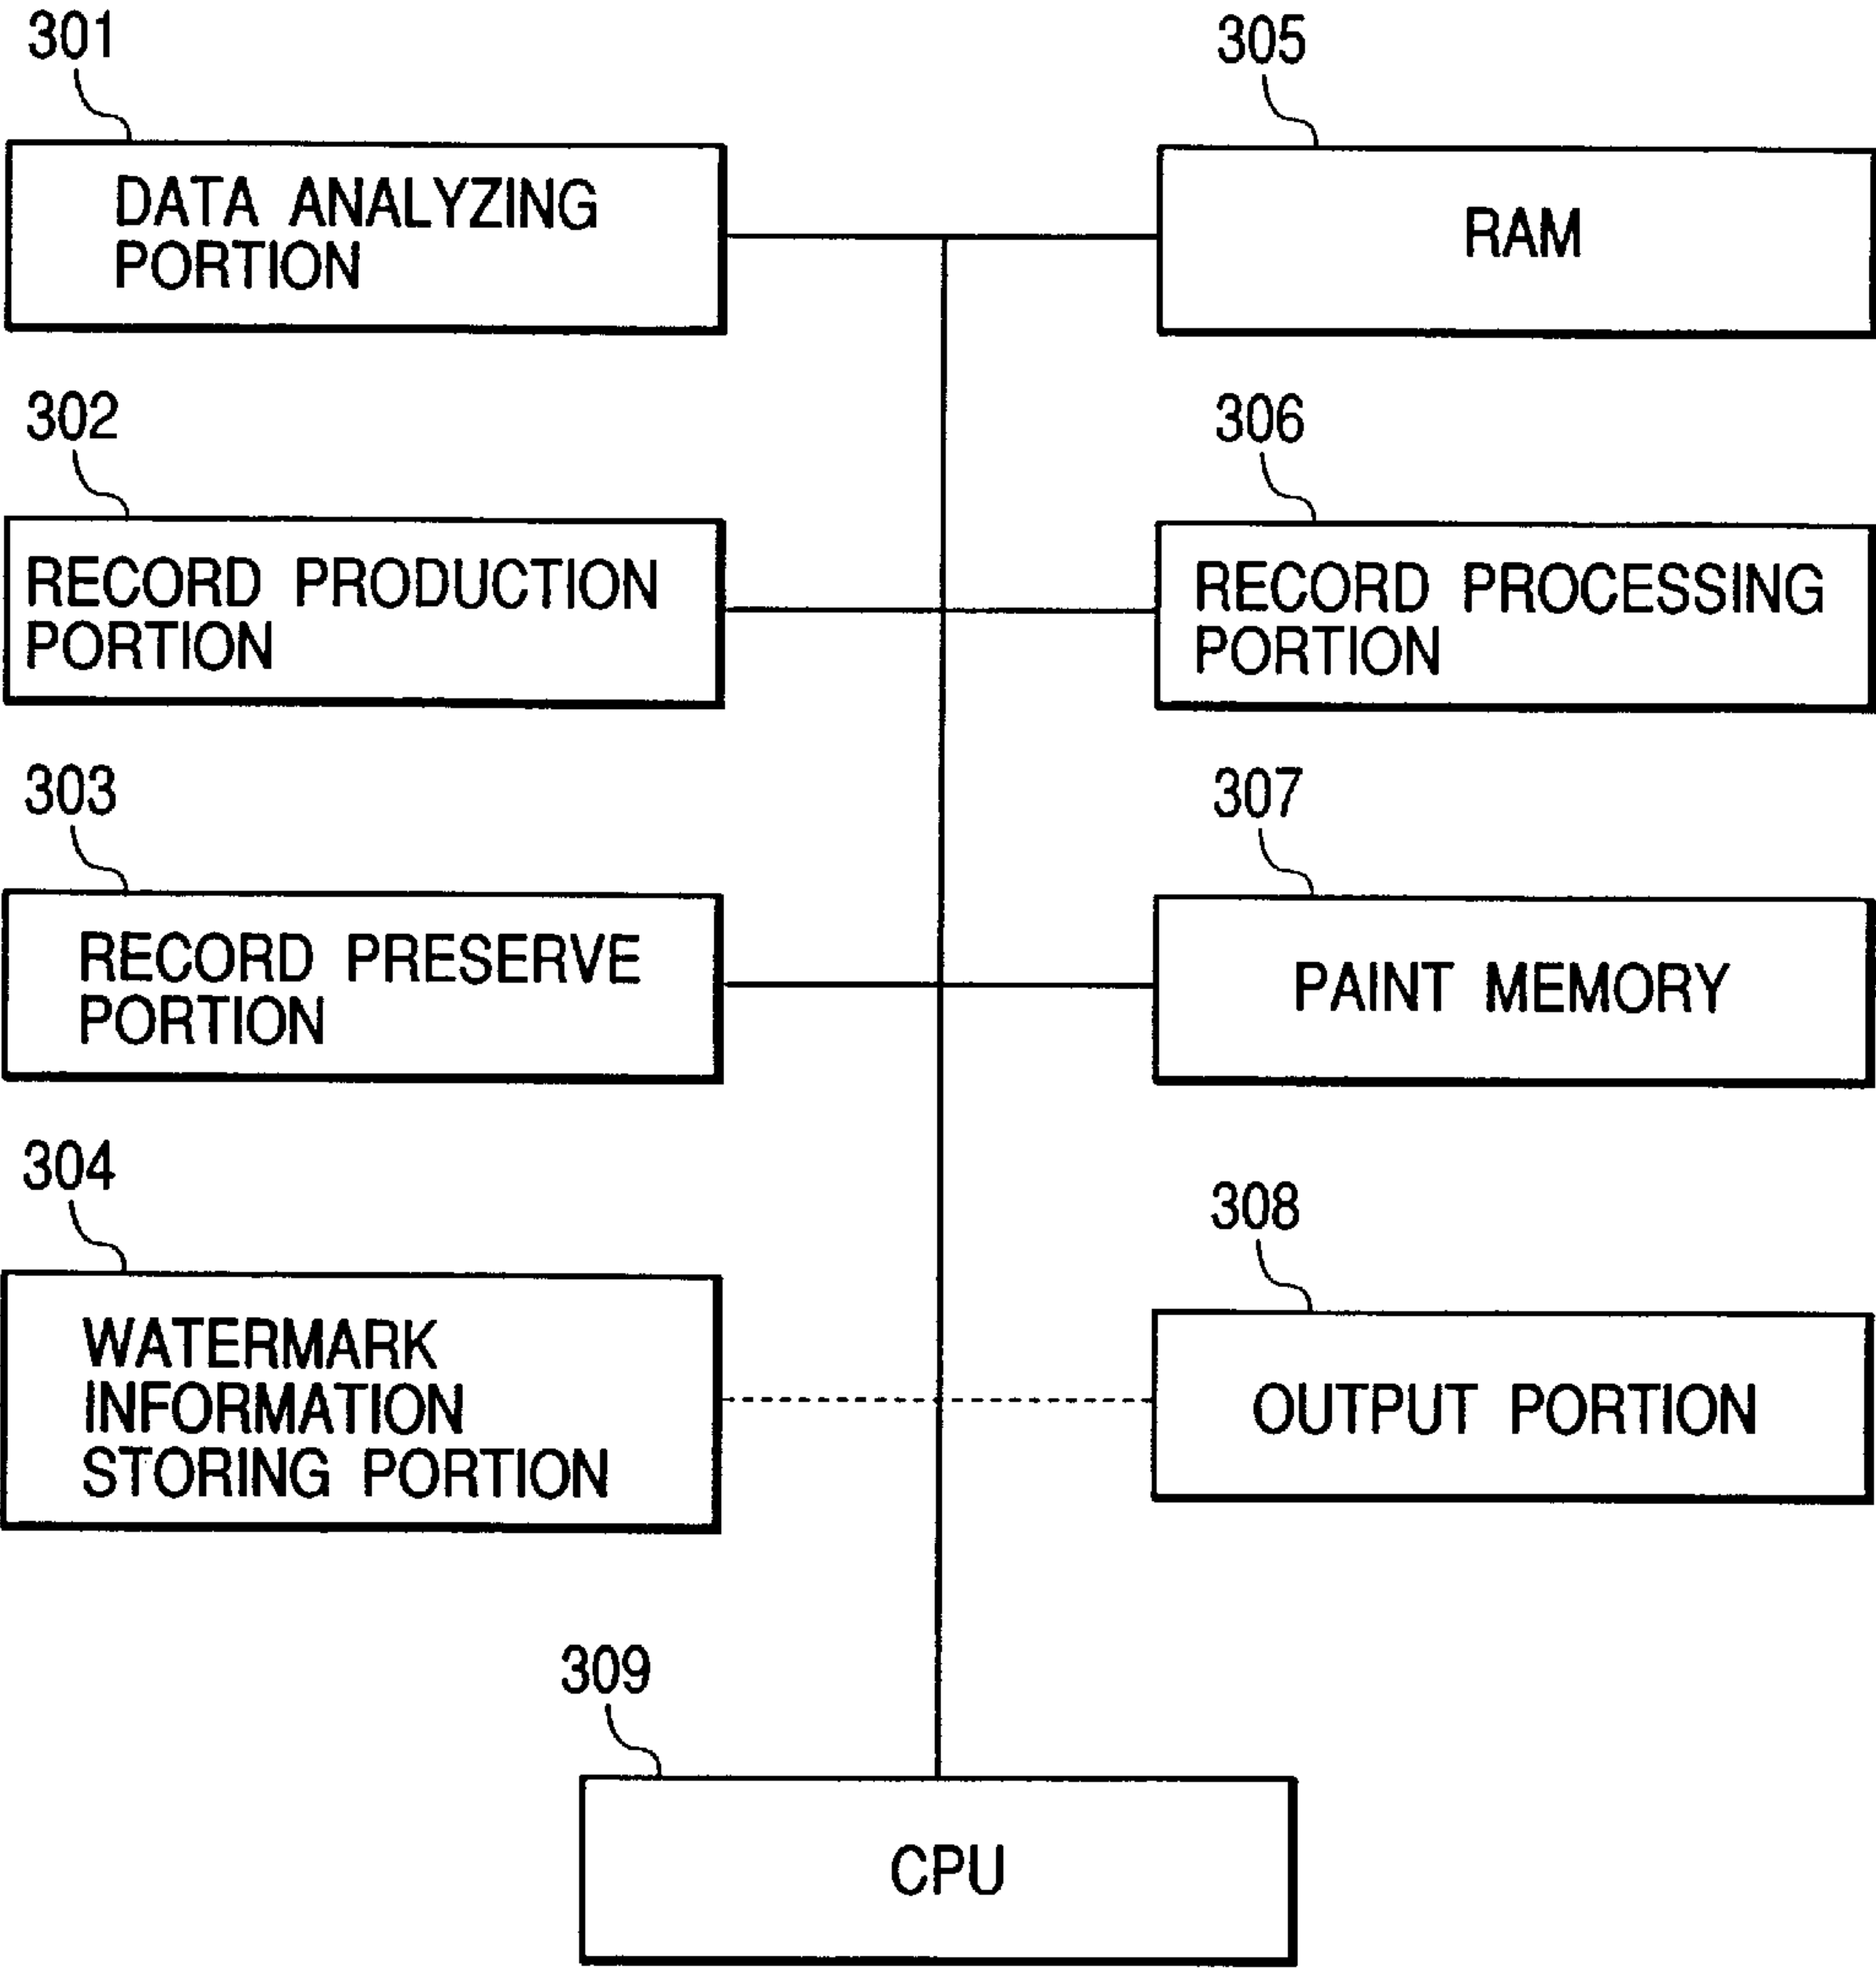 301
DATA ANALYZING
PORTION
305
RAM
302
RECORD PRODUCTION
PORTION
306
RECORD PROCESSING
PORTION
303
RECORD PRESERVE
PORTION
307
PAINT MEMORY
304
WATERMARK
INFORMATION
STORING PORTION
308
OUTPUT PORTION
309
CPU